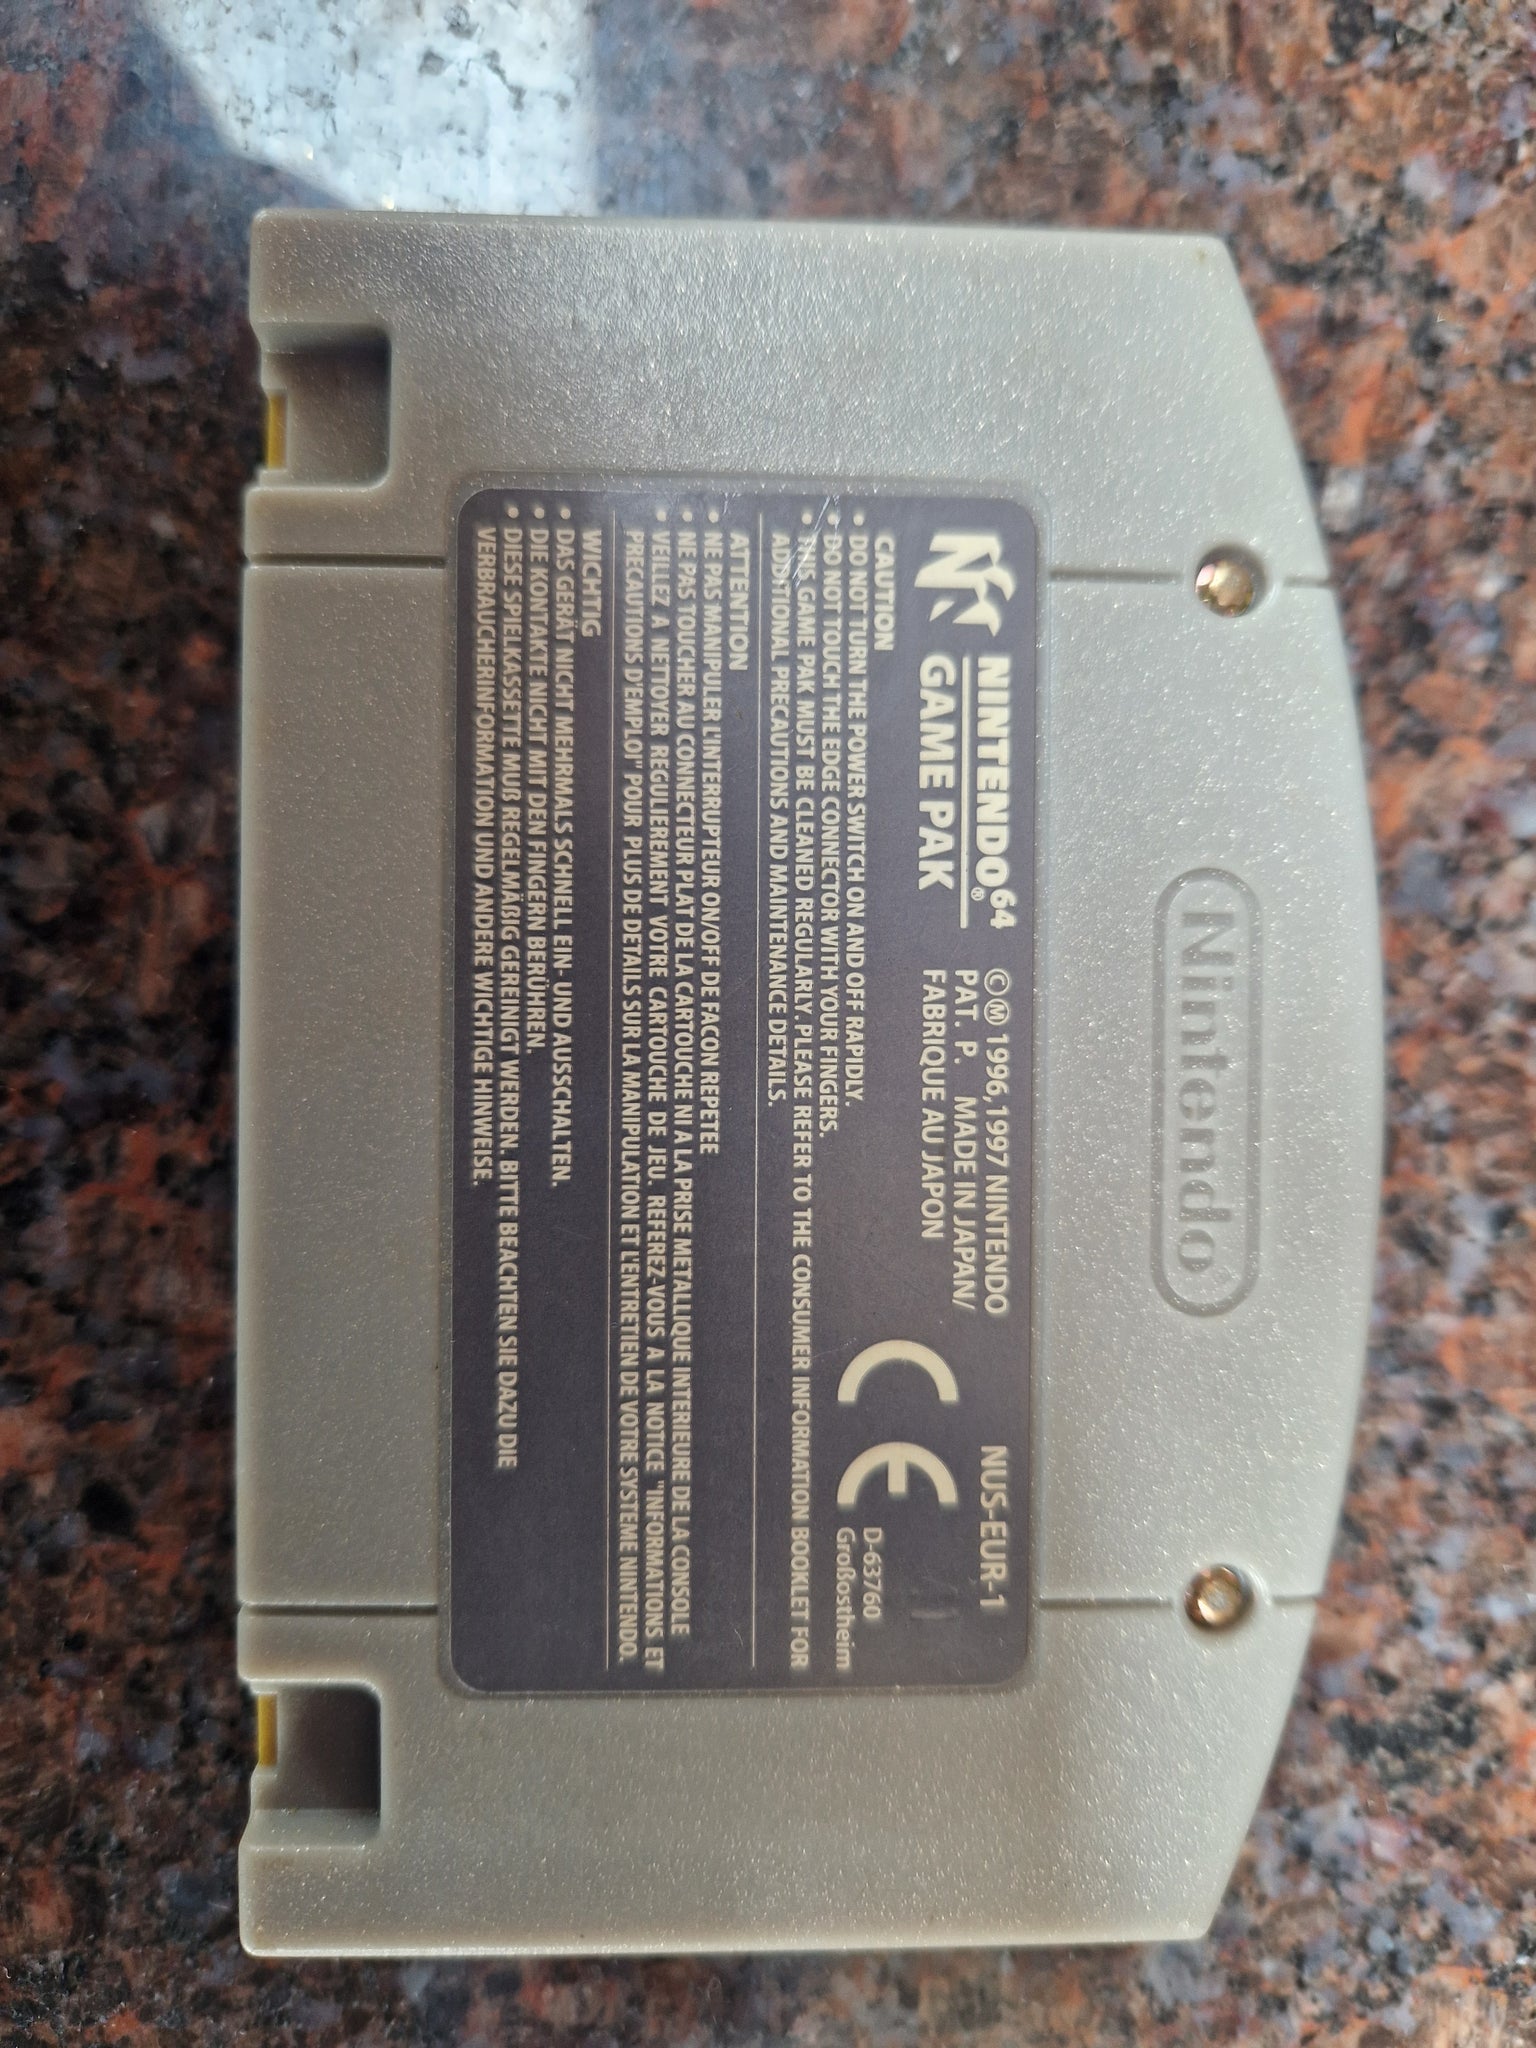 Nintendo®
NINTENDO®64
GAME PAK
©Ⓜ 1996,1997 NINTENDO
PAT. P. MADE IN JAPAN/
FABRIQUE AU JAPON
NUS-EUR-1
CE
D-63760
Großostheim
CAUTION
• DO NOT TURN THE POWER SWITCH ON AND OFF RAPIDLY.
• DO NOT TOUCH THE EDGE CONNECTOR WITH YOUR FINGERS.
• THIS GAME PAK MUST BE CLEANED REGULARLY. PLEASE REFER TO THE CONSUMER INFORMATION BOOKLET FOR
ADDITIONAL PRECAUTIONS AND MAINTENANCE DETAILS.
ATTENTION
• NE PAS MANIPULER L'INTERRUPTEUR ON/OFF DE FACON REPETEE
• NE PAS TOUCHER AU CONNECTEUR PLAT DE LA CARTOUCHE NI A LA PRISE METALLIQUE INTERIEURE DE LA CONSOLE
• VEILLEZ A NETTOYER REGULIEREMENT VOTRE CARTOUCHE DE JEU. REFEREZ-VOUS A LA NOTICE "INFORMATIONS ET
PRECAUTIONS D'EMPLOI" POUR PLUS DE DETAILS SUR LA MANIPULATION ET L'ENTRETIEN DE VOTRE SYSTEME NINTENDO.
WICHTIG
• DAS GERÄT NICHT MEHRMALS SCHNELL EIN- UND AUSSCHALTEN.
• DIE KONTAKTE NICHT MIT DEN FINGERN BERÜHREN.
• DIESE SPIELKASSETTE MUß REGELMÄßIG GEREINIGT WERDEN. BITTE BEACHTEN SIE DAZU DIE
VERBRAUCHERINFORMATION UND ANDERE WICHTIGE HINWEISE.